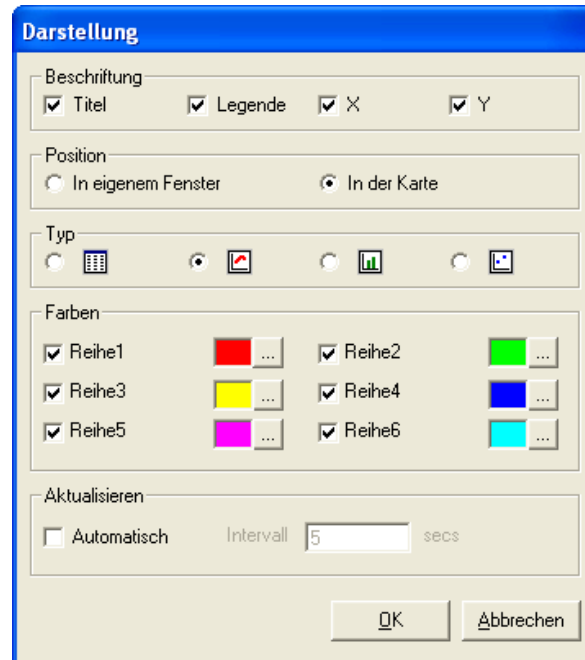 Darstellung
Beschriftung
Titel Legende X Y
Position
In eigenem Fenster In der Karte
Typ
Farben
Reihe1 ... Reihe2 ...
Reihe3 ... Reihe4 ...
Reihe5 ... Reihe6 ...
Aktualisieren
Automatisch Intervall 5 secs
OK Abbrechen